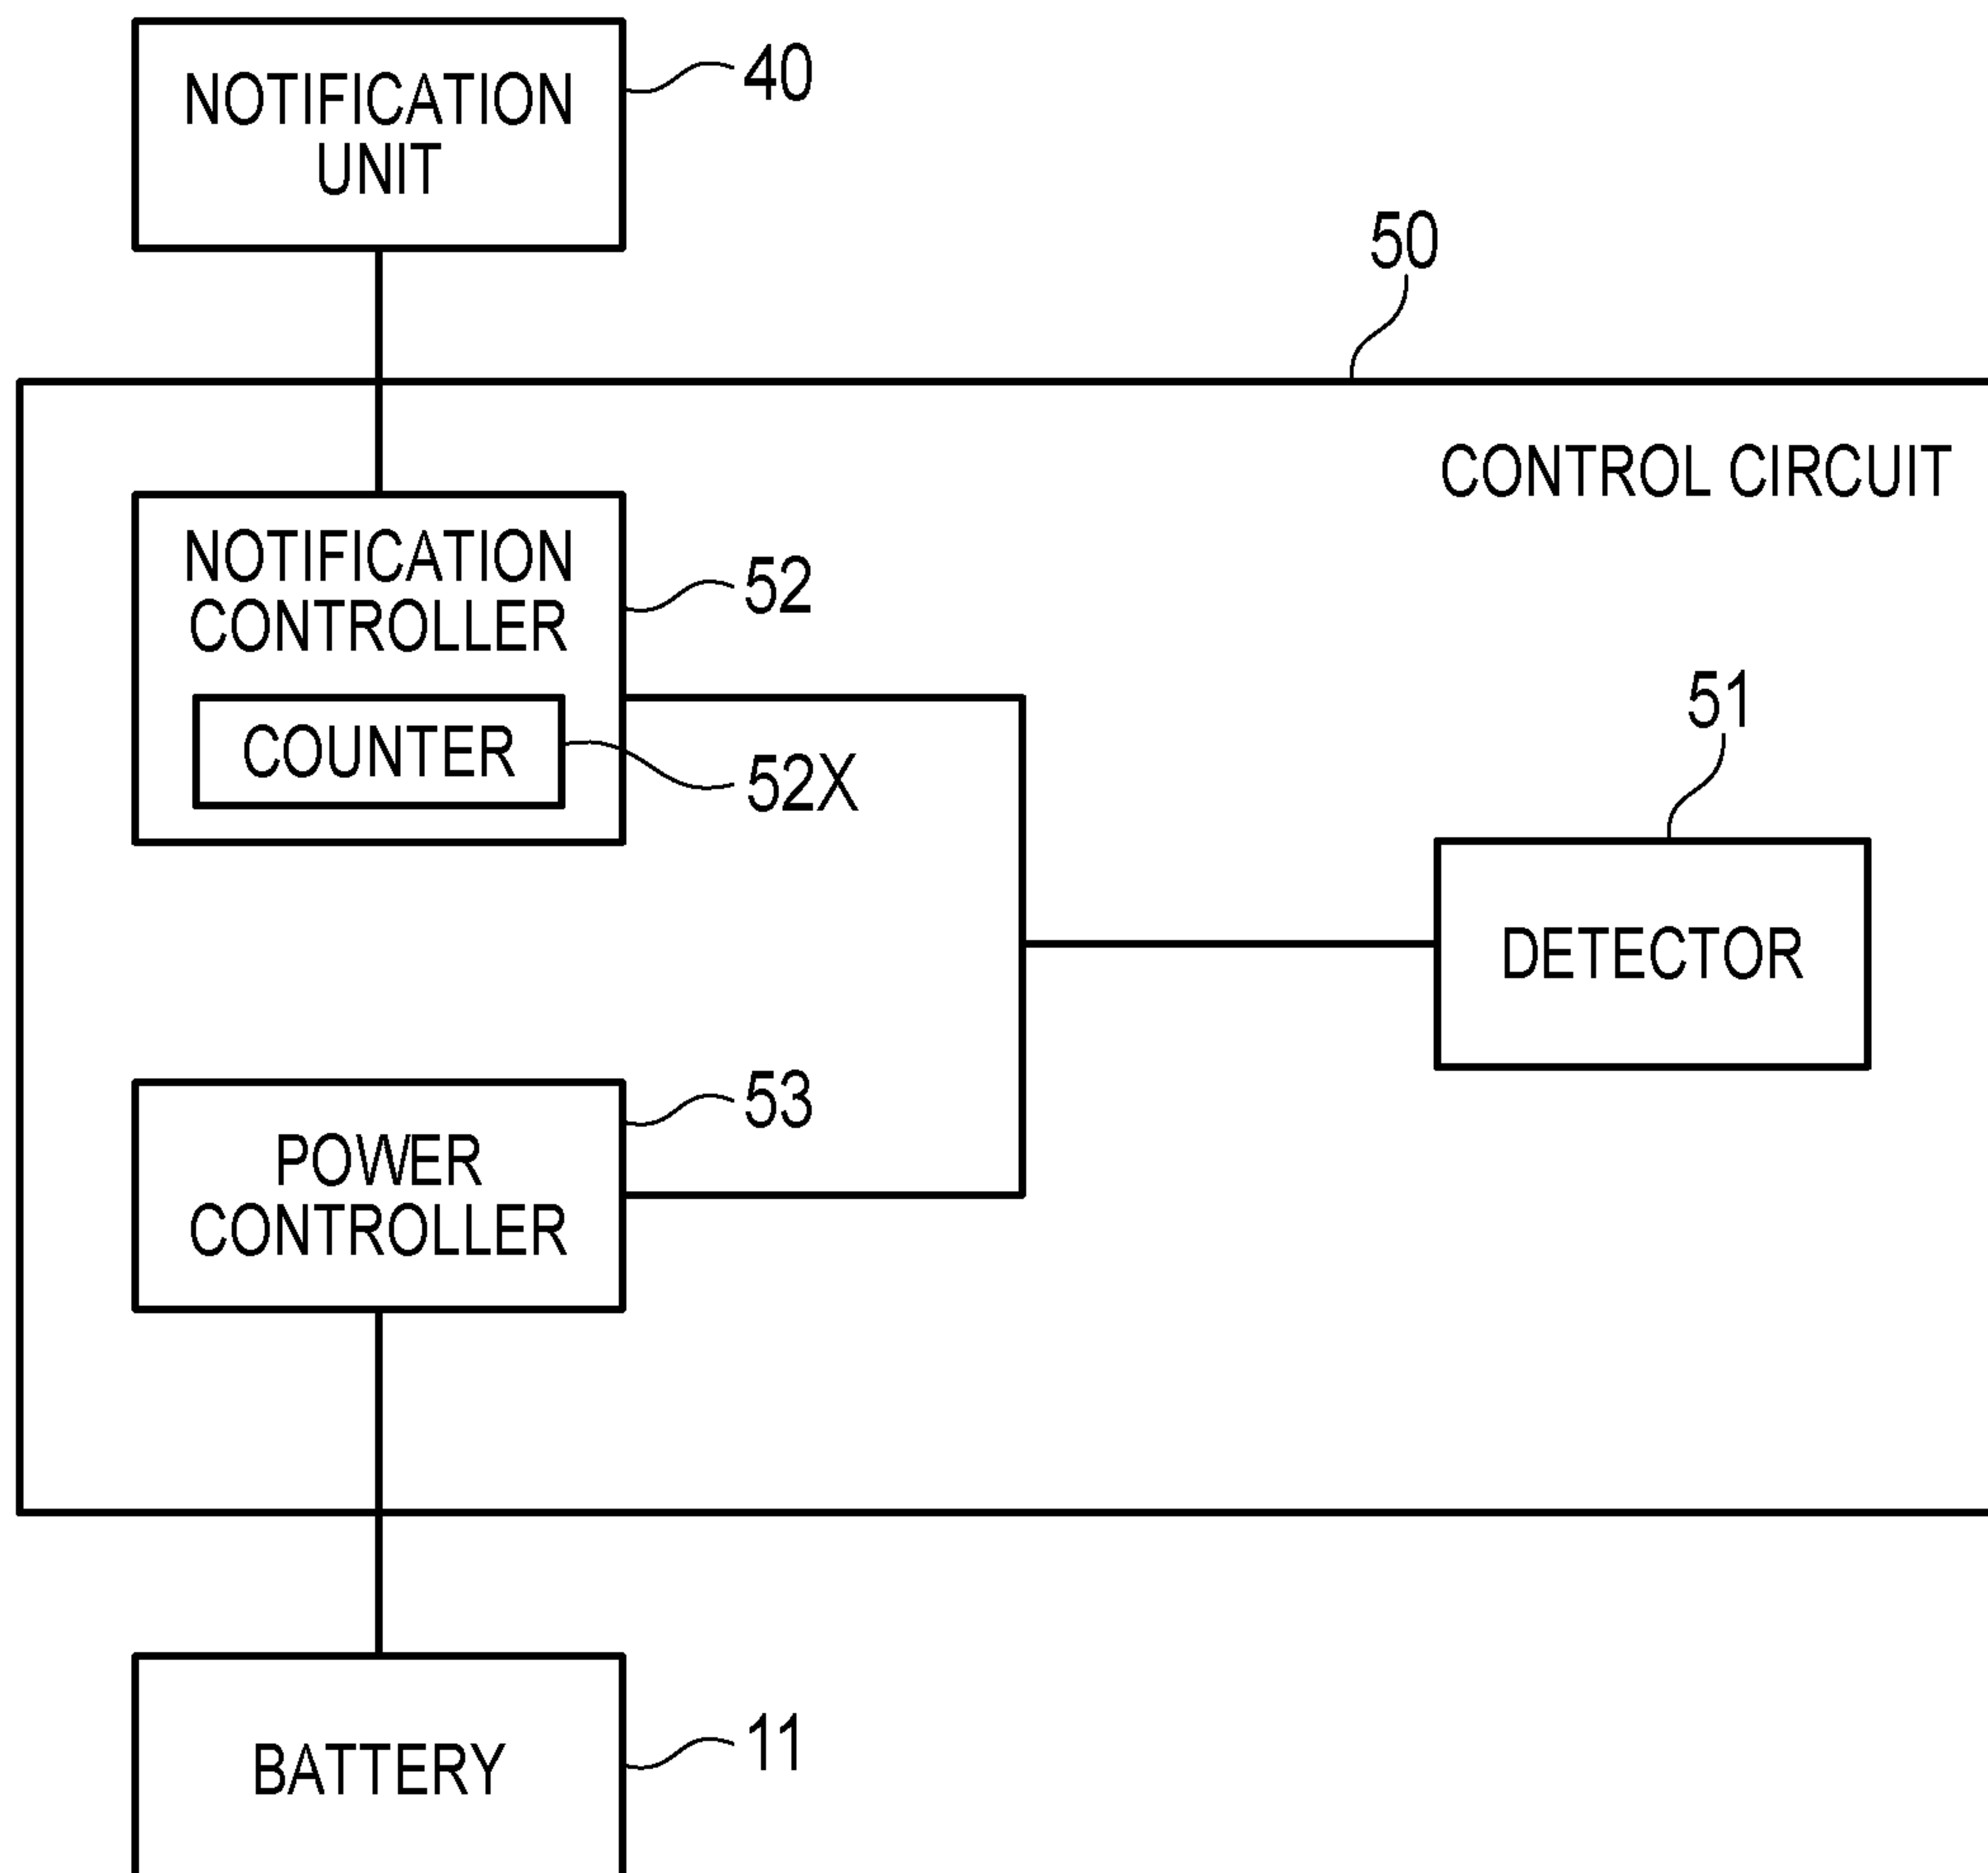 NOTIFICATION
UNIT
40
50
CONTROL CIRCUIT
NOTIFICATION
CONTROLLER
52
COUNTER
52X
51
DETECTOR
53
POWER
CONTROLLER
BATTERY
11